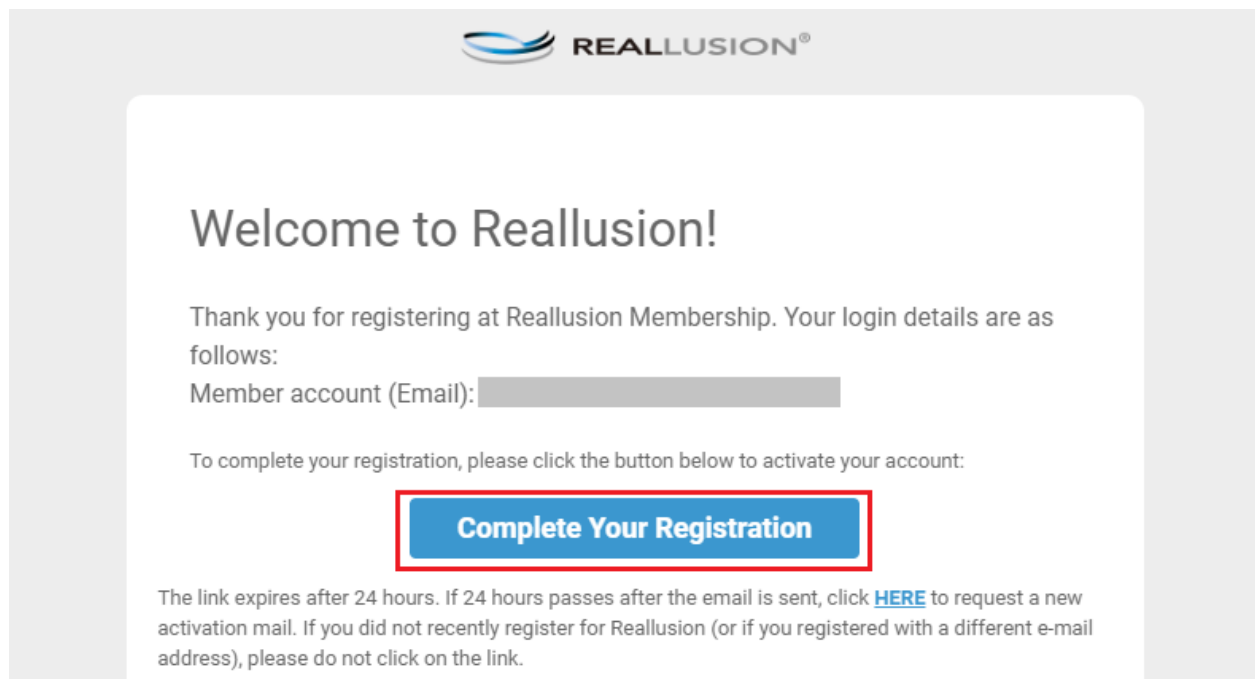 REALLUSION®
Welcome to Reallusion!
Thank you for registering at Reallusion Membership. Your login details are as
follows:
Member account (Email):
To complete your registration, please click the button below to activate your account:
Complete Your Registration
The link expires after 24 hours. If 24 hours passes after the email is sent, click HERE to request a new
activation mail. If you did not recently register for Reallusion (or if you registered with a different e-mail
address), please do not click on the link.